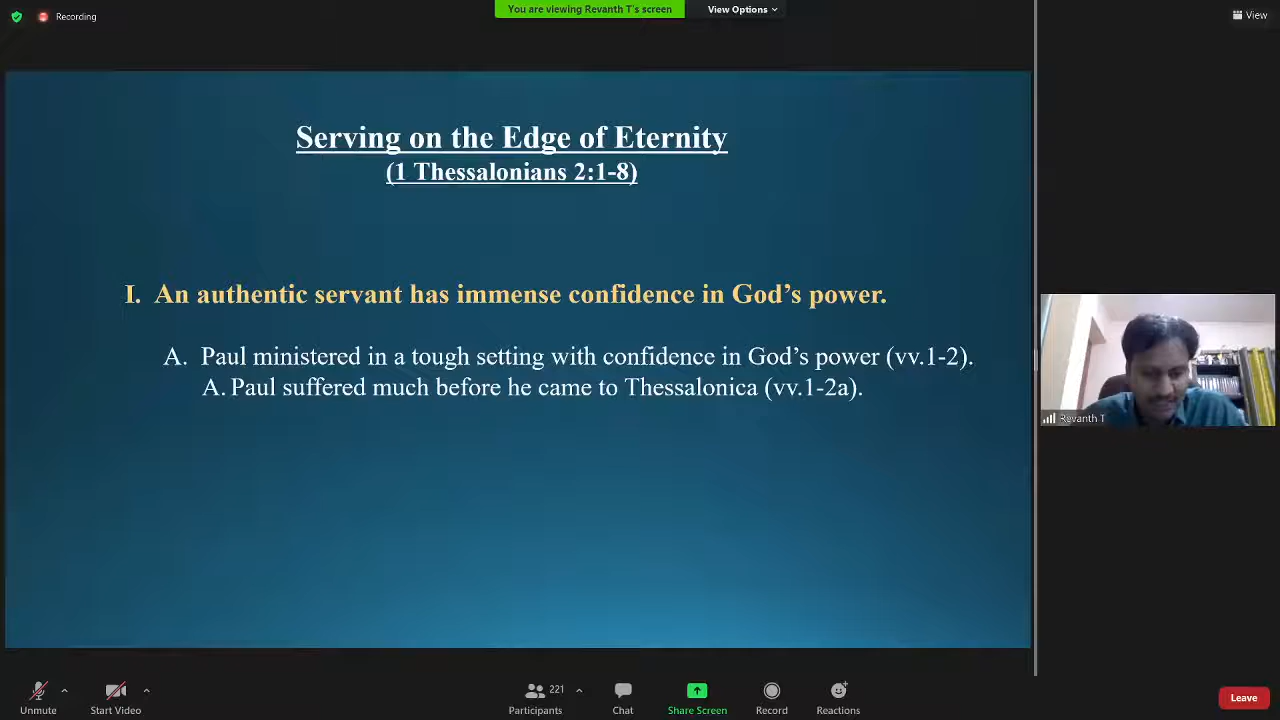 Recording
You are viewing Revanth T's screen
View Options
View
Serving on the Edge of Eternity
(1 Thessalonians 2:1-8)
I. An authentic servant has immense confidence in God’s power.
A. Paul ministered in a tough setting with confidence in God’s power (vv.1-2).
A. Paul suffered much before he came to Thessalonica (vv.1-2a).
Revanth T
Unmute
Start Video
221
Participants
Chat
Share Screen
Record
Reactions
Leave